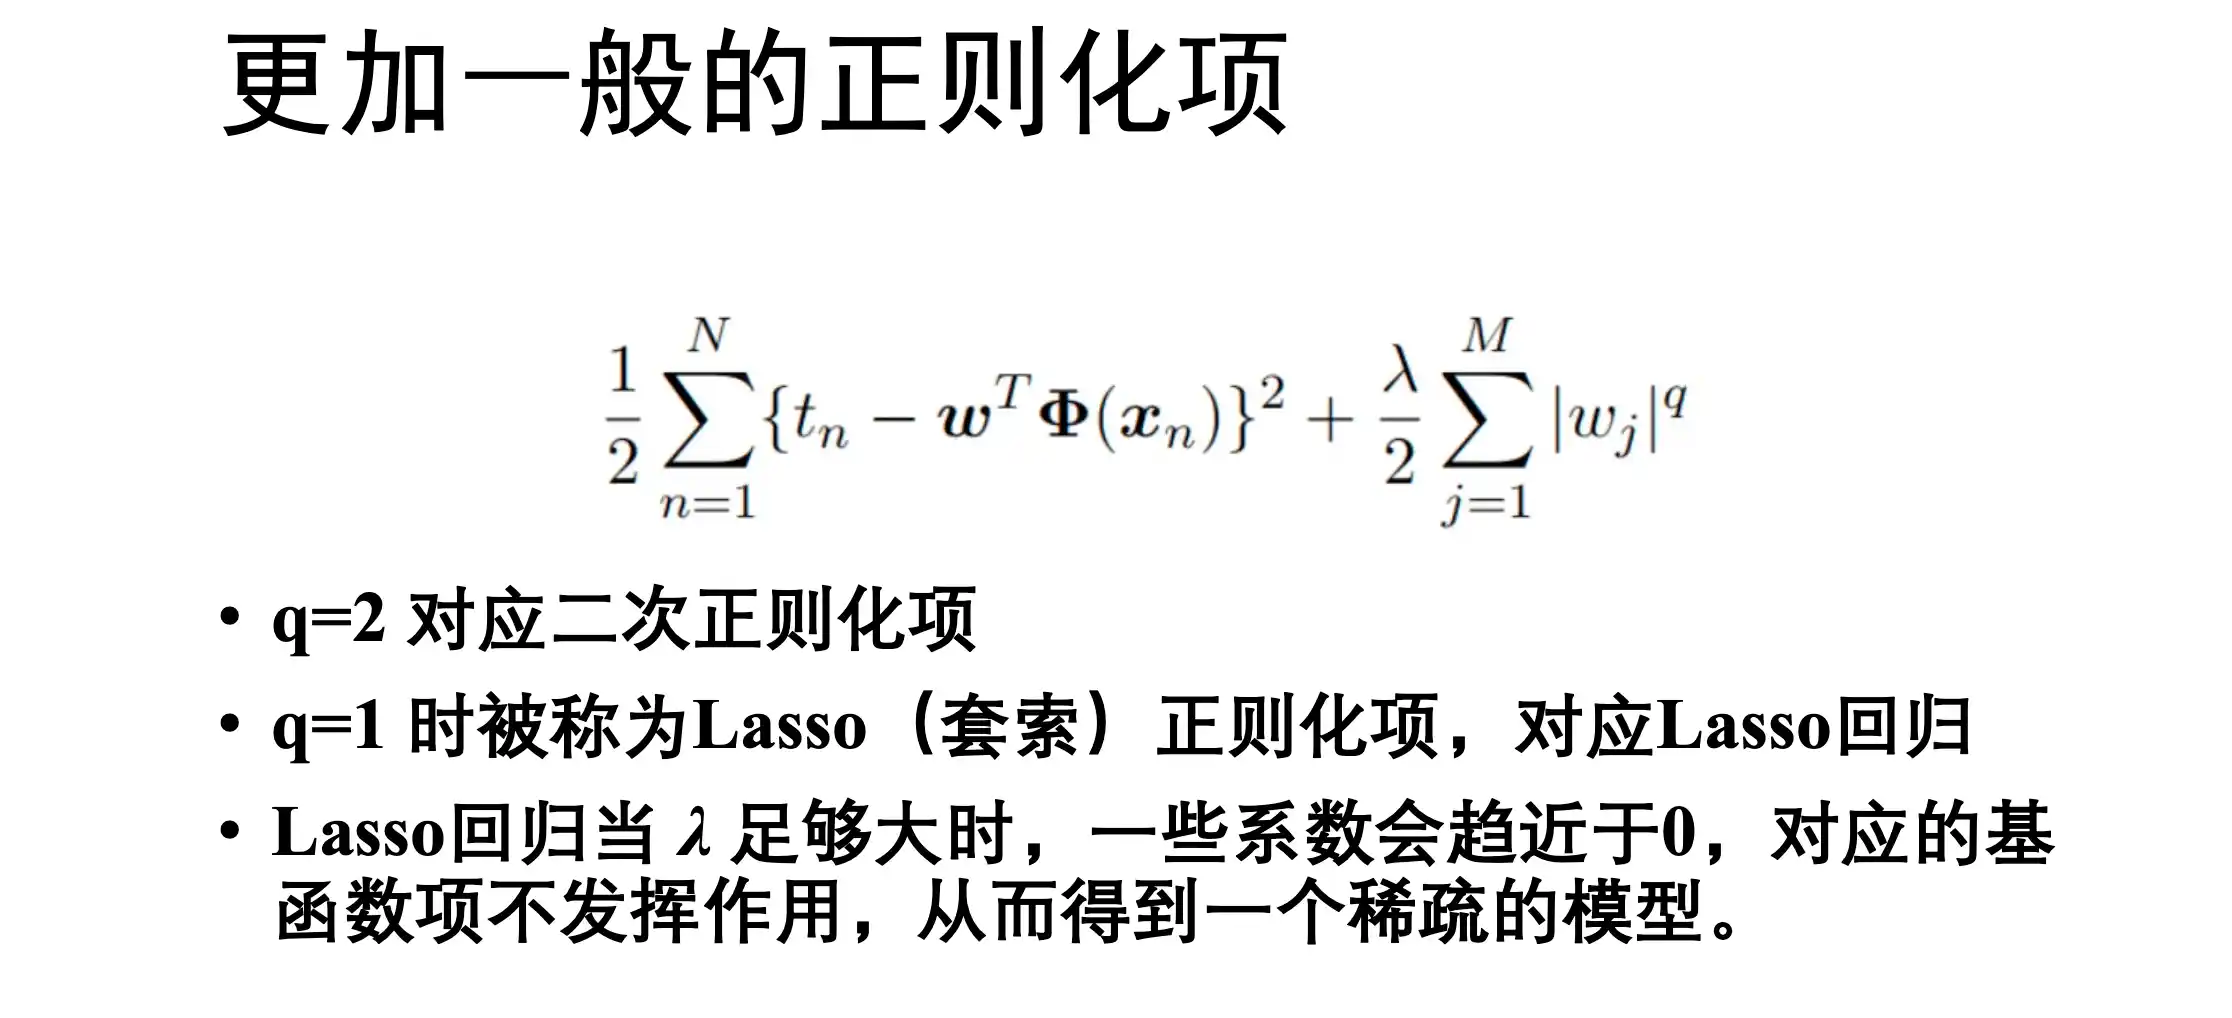 更加一般的正则化项
$$\frac{1}{2}\sum_{n=1}^{N}\{t_n - \boldsymbol{w}^T\boldsymbol{\Phi}(\boldsymbol{x}_n)\}^2 + \frac{\lambda}{2}\sum_{j=1}^{M}|w_j|^q$$
• q=2 对应二次正则化项
• q=1 时被称为Lasso（套索）正则化项，对应Lasso回归
• Lasso回归当 λ 足够大时，一些系数会趋近于0，对应的基
函数项不发挥作用，从而得到一个稀疏的模型。